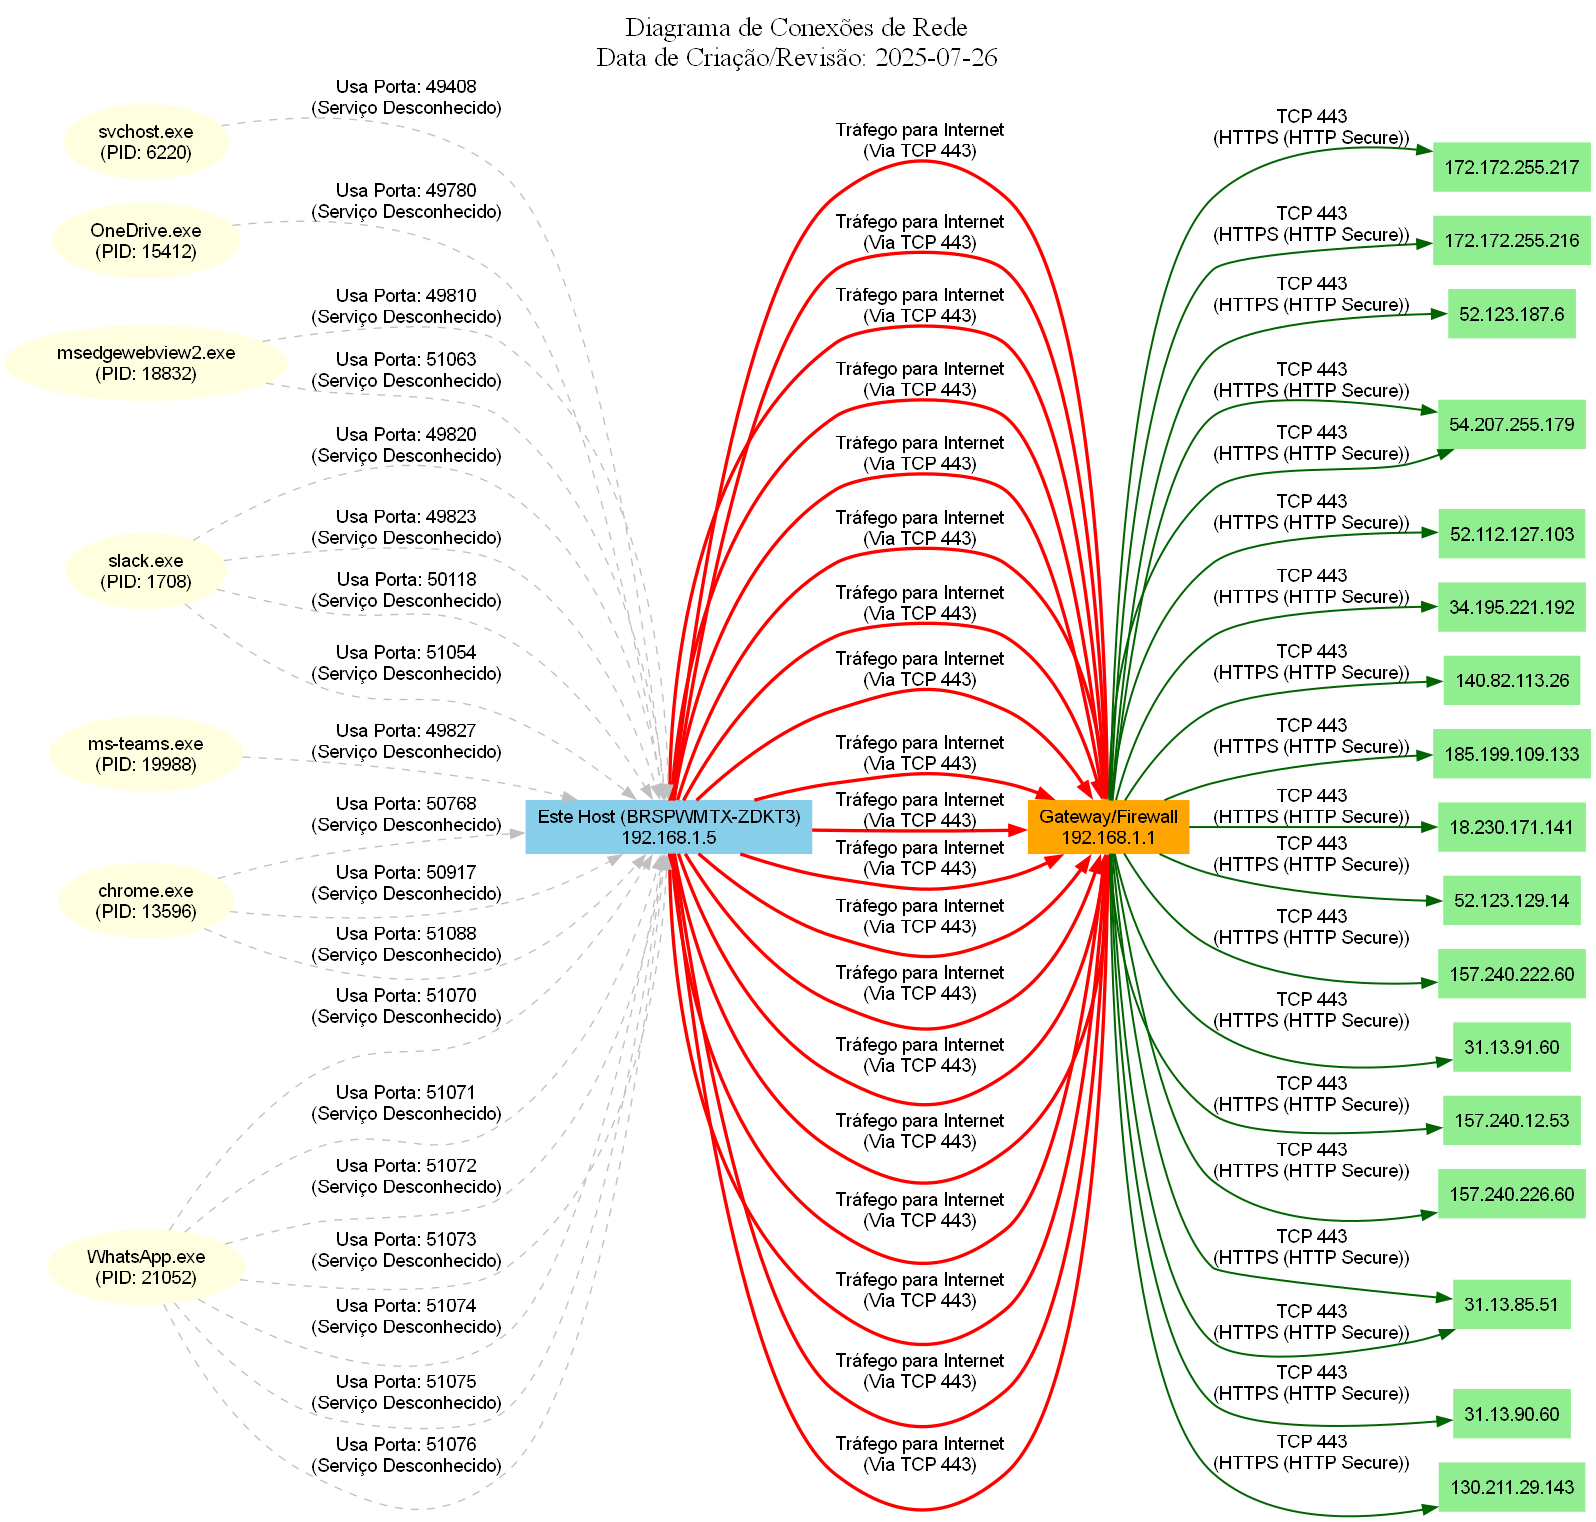 Diagrama de Conexões de Rede
Data de Criação/Revisão: 2025-07-26
svchost.exe
(PID: 6220)
OneDrive.exe
(PID: 15412)
msedgewebview2.exe
(PID: 18832)
slack.exe
(PID: 1708)
ms-teams.exe
(PID: 19988)
chrome.exe
(PID: 13596)
WhatsApp.exe
(PID: 21052)
Usa Porta: 49408
(Serviço Desconhecido)
Usa Porta: 49780
(Serviço Desconhecido)
Usa Porta: 49810
(Serviço Desconhecido)
Usa Porta: 51063
(Serviço Desconhecido)
Usa Porta: 49820
(Serviço Desconhecido)
Usa Porta: 49823
(Serviço Desconhecido)
Usa Porta: 50118
(Serviço Desconhecido)
Usa Porta: 51054
(Serviço Desconhecido)
Usa Porta: 49827
(Serviço Desconhecido)
Usa Porta: 50768
(Serviço Desconhecido)
Usa Porta: 50917
(Serviço Desconhecido)
Usa Porta: 51088
(Serviço Desconhecido)
Usa Porta: 51070
(Serviço Desconhecido)
Usa Porta: 51071
(Serviço Desconhecido)
Usa Porta: 51072
(Serviço Desconhecido)
Usa Porta: 51073
(Serviço Desconhecido)
Usa Porta: 51074
(Serviço Desconhecido)
Usa Porta: 51075
(Serviço Desconhecido)
Usa Porta: 51076
(Serviço Desconhecido)
Este Host (BRSPWMTX-ZDKT3)
192.168.1.5
Tráfego para Internet
(Via TCP 443)
Tráfego para Internet
(Via TCP 443)
Tráfego para Internet
(Via TCP 443)
Tráfego para Internet
(Via TCP 443)
Tráfego para Internet
(Via TCP 443)
Tráfego para Internet
(Via TCP 443)
Tráfego para Internet
(Via TCP 443)
Tráfego para Internet
(Via TCP 443)
Tráfego para Internet
(Via TCP 443)
Tráfego para Internet
(Via TCP 443)
Tráfego para Internet
(Via TCP 443)
Tráfego para Internet
(Via TCP 443)
Tráfego para Internet
(Via TCP 443)
Tráfego para Internet
(Via TCP 443)
Tráfego para Internet
(Via TCP 443)
Tráfego para Internet
(Via TCP 443)
Tráfego para Internet
(Via TCP 443)
Tráfego para Internet
(Via TCP 443)
Tráfego para Internet
(Via TCP 443)
Gateway/Firewall
192.168.1.1
TCP 443
(HTTPS (HTTP Secure))
TCP 443
(HTTPS (HTTP Secure))
TCP 443
(HTTPS (HTTP Secure))
TCP 443
(HTTPS (HTTP Secure))
TCP 443
(HTTPS (HTTP Secure))
TCP 443
(HTTPS (HTTP Secure))
TCP 443
(HTTPS (HTTP Secure))
TCP 443
(HTTPS (HTTP Secure))
TCP 443
(HTTPS (HTTP Secure))
TCP 443
(HTTPS (HTTP Secure))
TCP 443
(HTTPS (HTTP Secure))
TCP 443
(HTTPS (HTTP Secure))
TCP 443
(HTTPS (HTTP Secure))
TCP 443
(HTTPS (HTTP Secure))
TCP 443
(HTTPS (HTTP Secure))
TCP 443
(HTTPS (HTTP Secure))
TCP 443
(HTTPS (HTTP Secure))
TCP 443
(HTTPS (HTTP Secure))
TCP 443
(HTTPS (HTTP Secure))
172.172.255.217
172.172.255.216
52.123.187.6
54.207.255.179
52.112.127.103
34.195.221.192
140.82.113.26
185.199.109.133
18.230.171.141
52.123.129.14
157.240.222.60
31.13.91.60
157.240.12.53
157.240.226.60
31.13.85.51
31.13.90.60
130.211.29.143